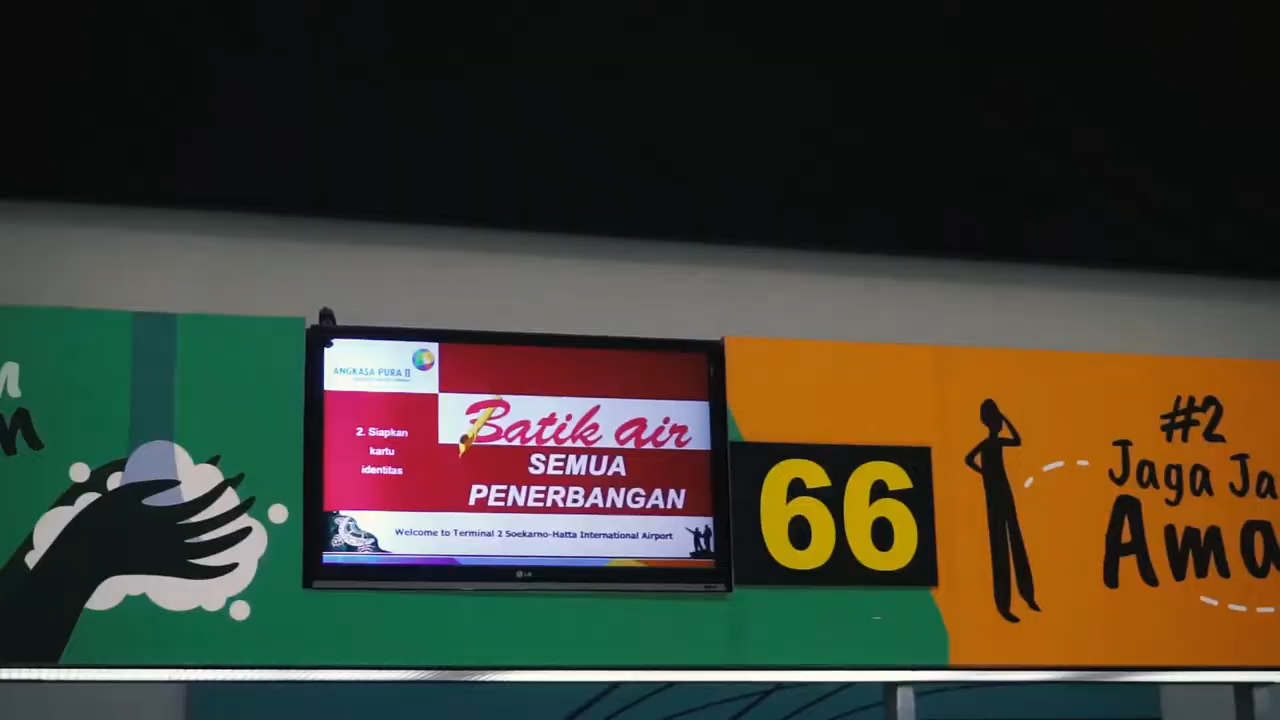 ANGKASA PURA II
2. Siapkan
kartu
identitas
Batik air
SEMUA
PENERBANGAN
Welcome to Terminal 2 Soekarno-Hatta International Airport
LG
66
#2
Jaga Ja
Ama